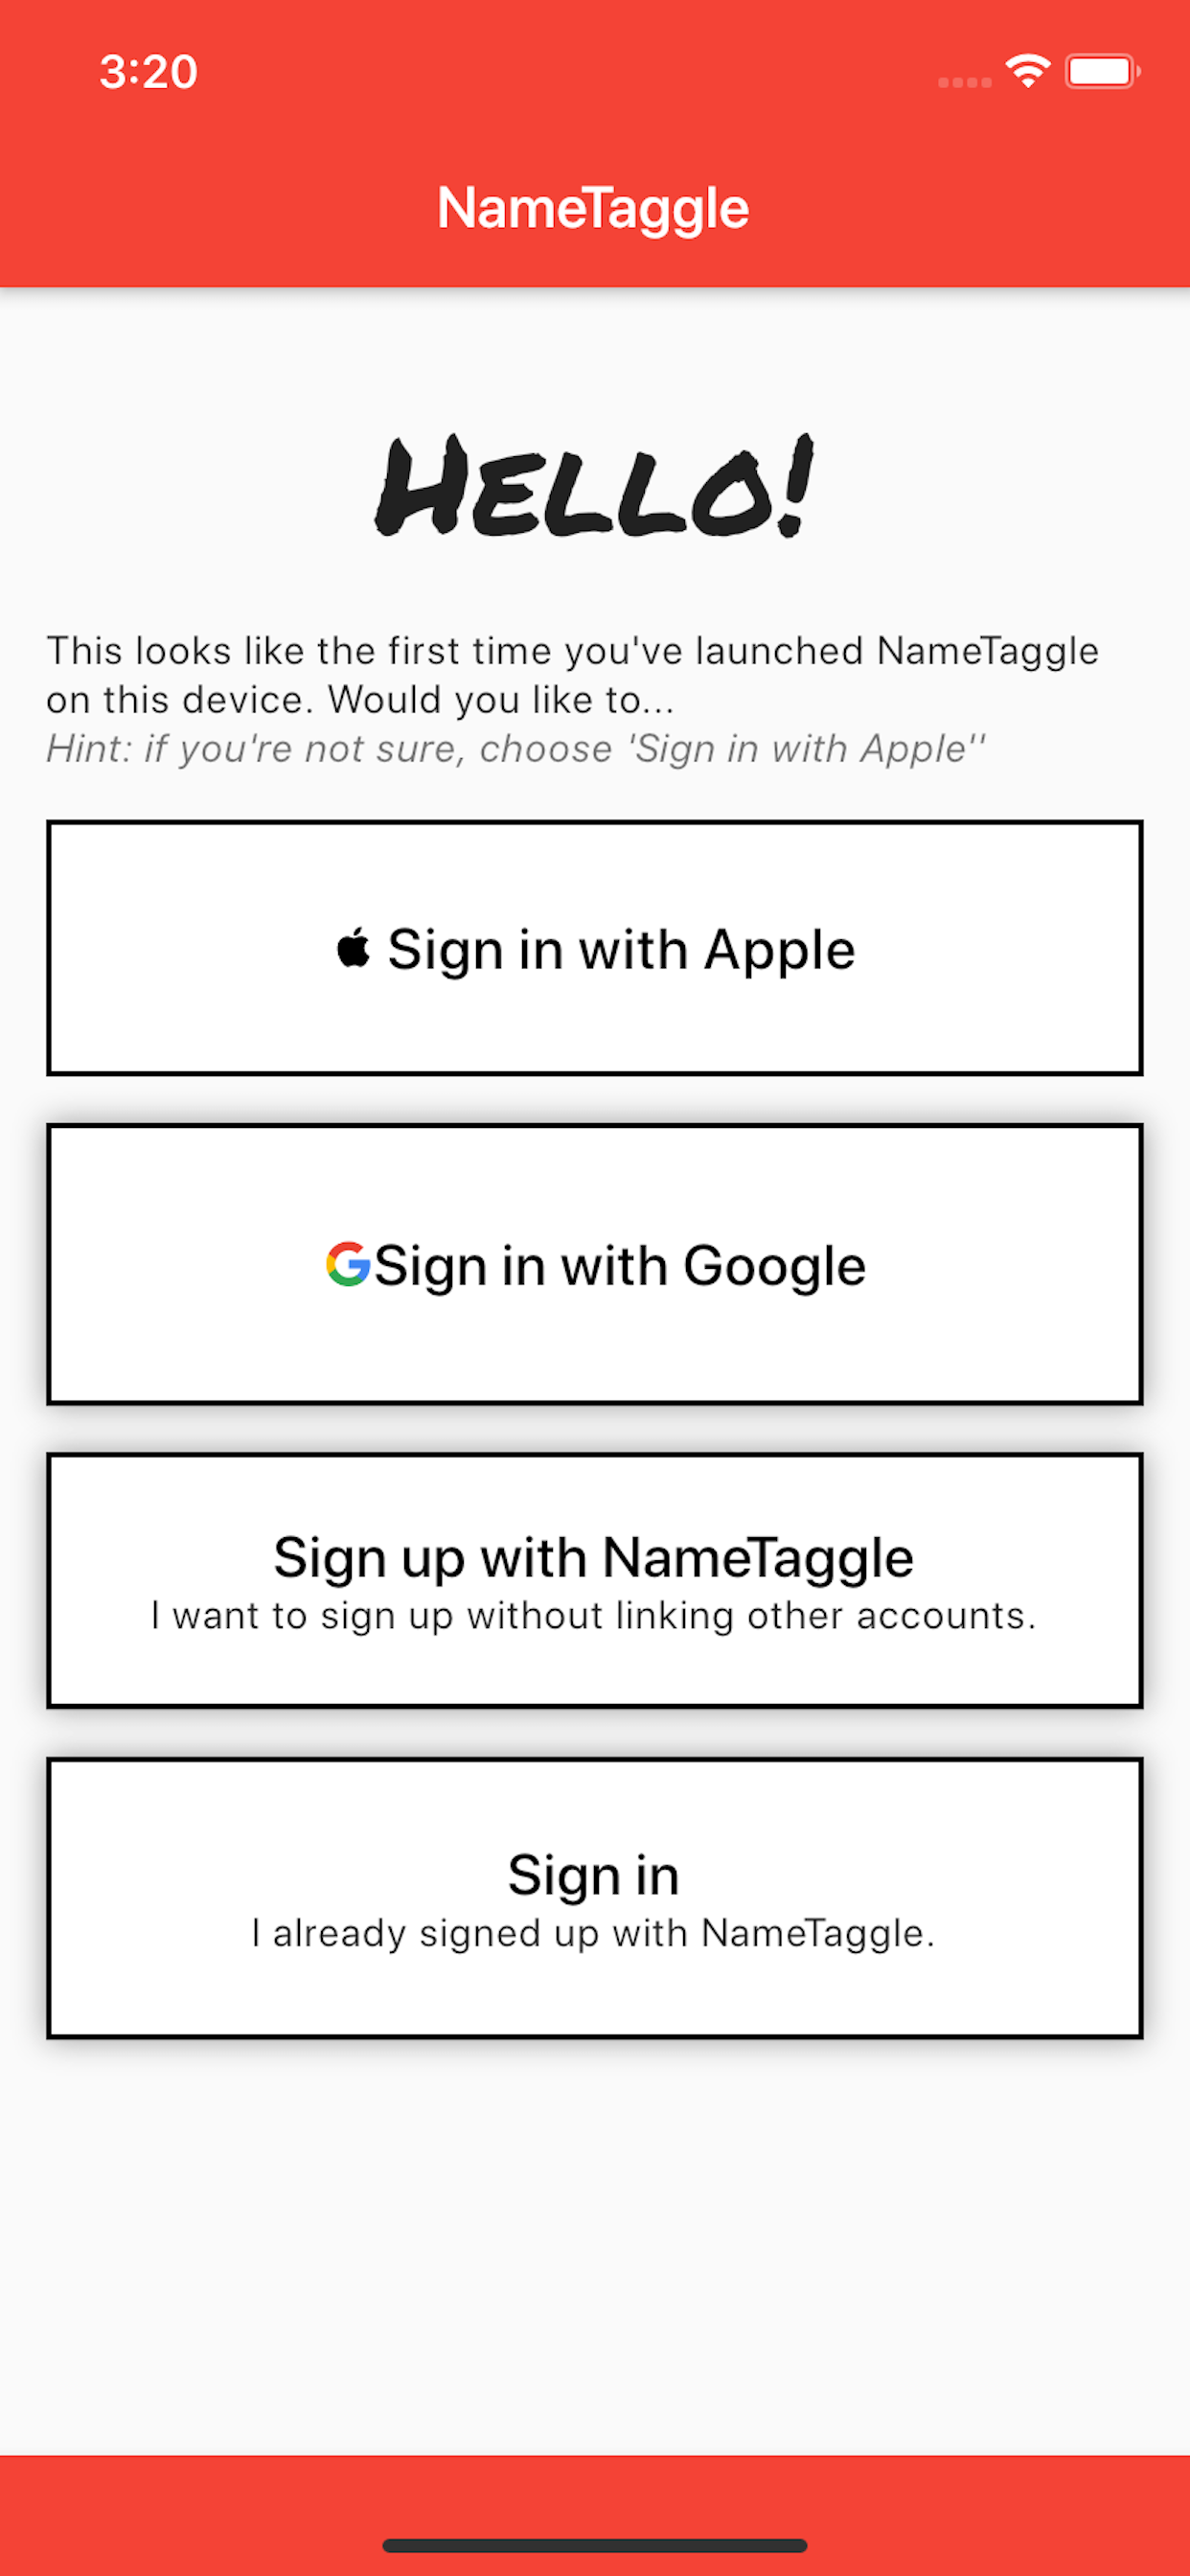 3:20
NameTaggle
HELLO!
This looks like the first time you've launched NameTaggle
on this device. Would you like to...
Hint: if you're not sure, choose 'Sign in with Apple''
Sign in with Apple
Sign in with Google
Sign up with NameTaggle
I want to sign up without linking other accounts.
Sign in
I already signed up with NameTaggle.